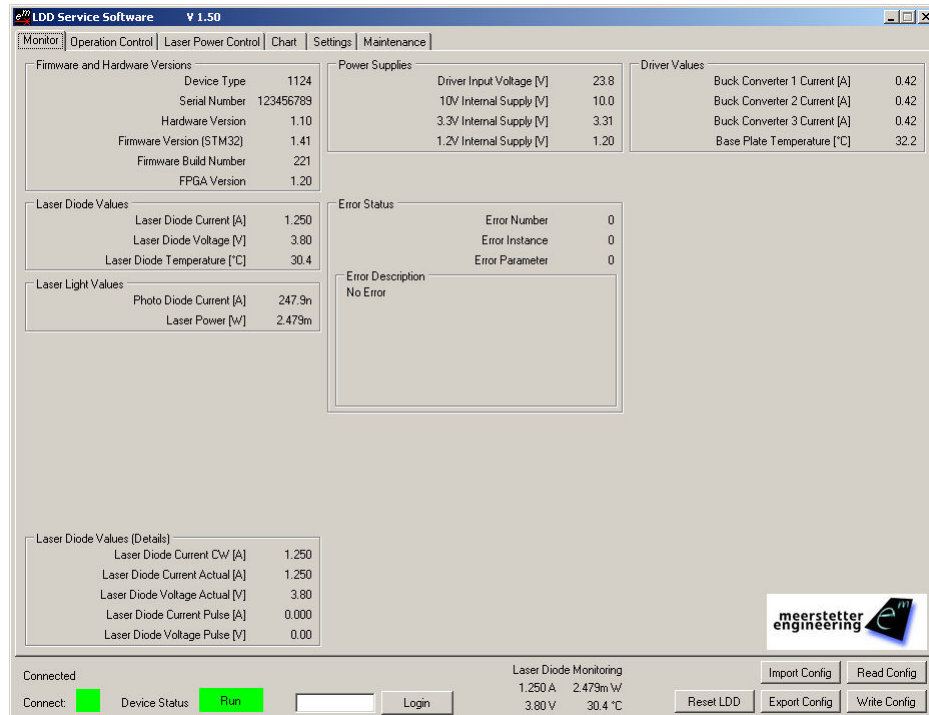 LDD Service Software V 1.50
Monitor Operation Control Laser Power Control Chart Settings Maintenance
Firmware and Hardware Versions
Device Type 1124
Serial Number 123456789
Hardware Version 1.10
Firmware Version (STM32) 1.41
Firmware Build Number 221
FPGA Version 1.20
Power Supplies
Driver Input Voltage [V] 23.8
10V Internal Supply [V] 10.0
3.3V Internal Supply [V] 3.31
1.2V Internal Supply [V] 1.20
Driver Values
Buck Converter 1 Current [A] 0.42
Buck Converter 2 Current [A] 0.42
Buck Converter 3 Current [A] 0.42
Base Plate Temperature [°C] 32.2
Laser Diode Values
Laser Diode Current [A] 1.250
Laser Diode Voltage [V] 3.80
Laser Diode Temperature [°C] 30.4
Error Status
Error Number 0
Error Instance 0
Error Parameter 0
Error Description
No Error
Laser Light Values
Photo Diode Current [A] 247.9n
Laser Power [W] 2.479m
Laser Diode Values (Details)
Laser Diode Current CW [A] 1.250
Laser Diode Current Actual [A] 1.250
Laser Diode Voltage Actual [V] 3.80
Laser Diode Current Pulse [A] 0.000
Laser Diode Voltage Pulse [V] 0.00
meerstetter
engineering
em
Connected
Connect: Device Status Run Login
Laser Diode Monitoring
1.250 A 2.479m W
3.80 V 30.4 °C
Import Config Read Config
Reset LDD Export Config Write Config